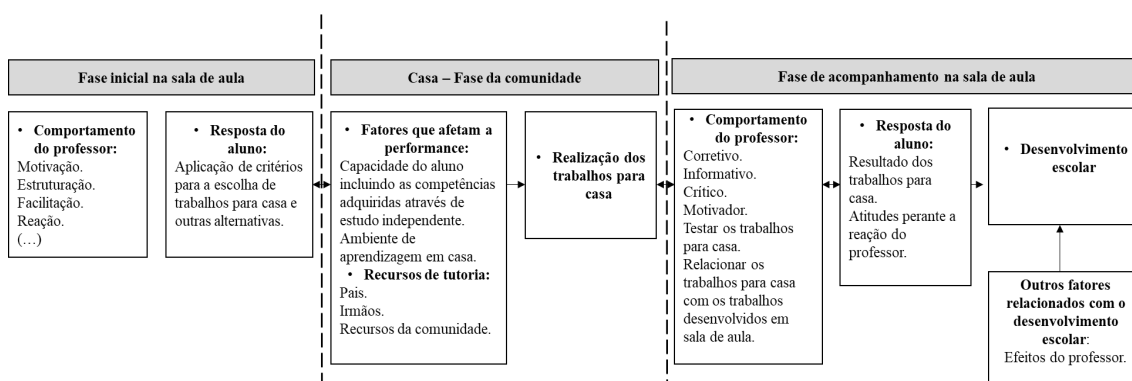 Fase inicial na sala de aula
Casa – Fase da comunidade
Fase de acompanhamento na sala de aula
• Comportamento
do professor:
Motivação.
Estruturação.
Facilitação.
Reação.
(…)
• Resposta do
aluno:
Aplicação de critérios
para a escolha de
trabalhos para casa e
outras alternativas.
• Fatores que afetam a
performance:
Capacidade do aluno
incluindo as competências
adquiridas através de
estudo independente.
Ambiente de
aprendizagem em casa.
• Recursos de tutoria:
Pais.
Irmãos.
Recursos da comunidade.
• Realização dos
trabalhos para
casa
• Comportamento
do professor:
Corretivo.
Informativo.
Crítico.
Motivador.
Testar os trabalhos
para casa.
Relacionar os
trabalhos para casa
com os trabalhos
desenvolvidos em
sala de aula.
• Resposta do
aluno:
Resultado dos
trabalhos para
casa.
Atitudes perante a
reação do
professor.
• Desenvolvimento
escolar
Outros fatores
relacionados com o
desenvolvimento
escolar:
Efeitos do professor.